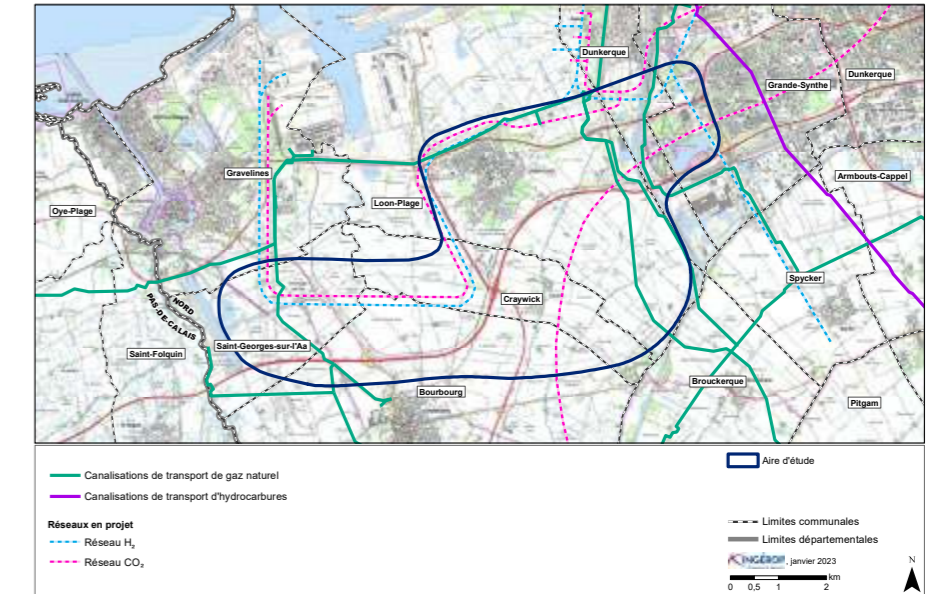 Dunkerque
Dunkerque
Grande-Synthe
Gravelines
Armbouts-Cappel
Loon-Plage
Oye-Plage
Spycker
Craywick
NORD
PAS-DE-CALAIS
Saint-Georges-sur-l'Aa
Saint-Folquin
Brouckerque
Bourbourg
Pitgam
Canalisations de transport de gaz naturel
Canalisations de transport d'hydrocarbures
Réseaux en projet
Réseau H₂
Réseau CO₂
Aire d'étude
Limites communales
Limites départementales
INGÉROP, janvier 2023
km
0 0,5 1 2
N